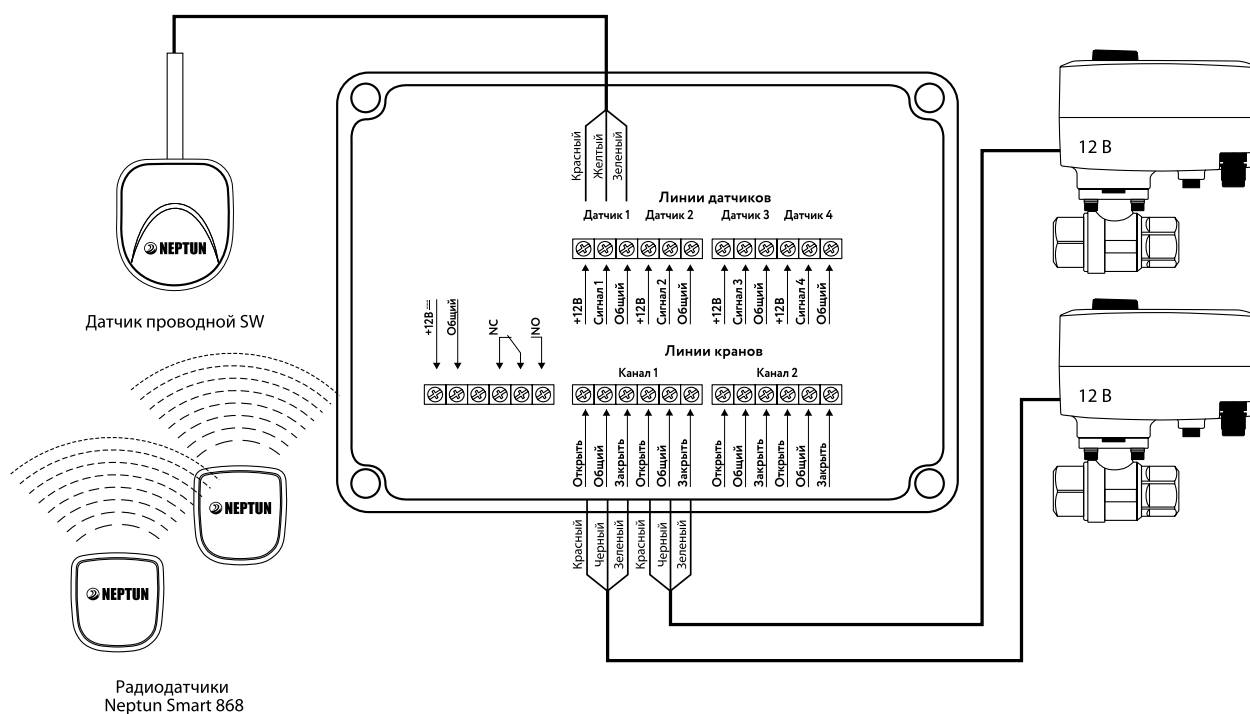 Красный
Желтый
Зеленый
12 В
Линии датчиков
Датчик 1
Датчик 2
Датчик 3
Датчик 4
NEPTUN
+12В
Сигнал 1
Общий
+12В
Сигнал 2
Общий
+12В
Сигнал 3
Общий
+12В
Сигнал 4
Общий
Датчик проводной SW
+12В
Общий
NC
NO
Линии кранов
Канал 1
Канал 2
12 В
Открыть
Общий
Закрыть
Открыть
Общий
Закрыть
Открыть
Общий
Закрыть
Открыть
Общий
Закрыть
NEPTUN
Красный
Черный
Зеленый
Красный
Черный
Зеленый
NEPTUN
Радиодатчики
Neptun Smart 868